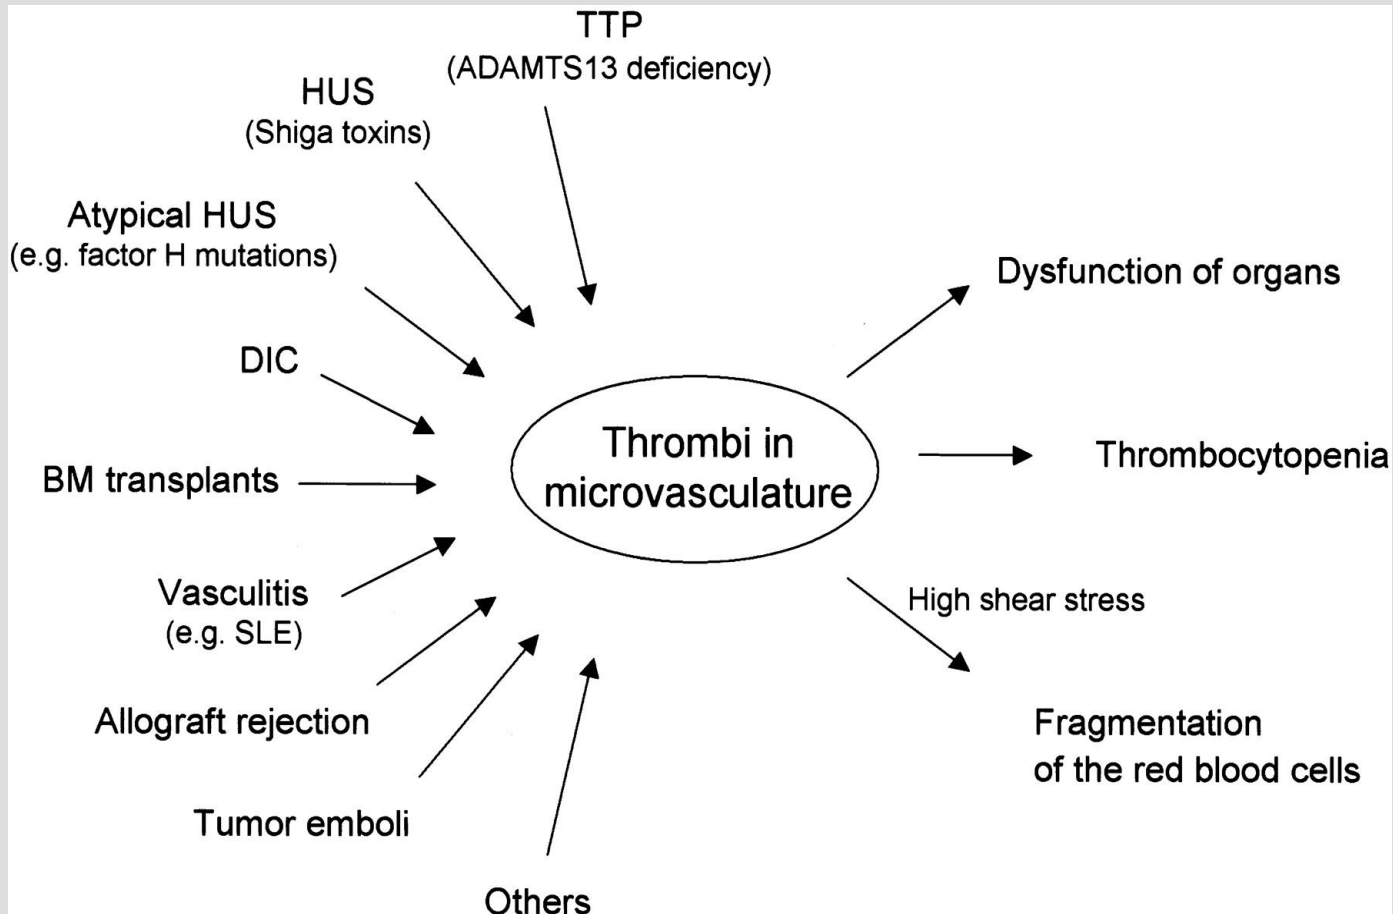 TTP
(ADAMTS13 deficiency)
HUS
(Shiga toxins)
Atypical HUS
(e.g. factor H mutations)
DIC
BM transplants
Vasculitis
(e.g. SLE)
Allograft rejection
Tumor emboli
Others
Thrombi in
microvasculature
Dysfunction of organs
Thrombocytopenia
High shear stress
Fragmentation
of the red blood cells